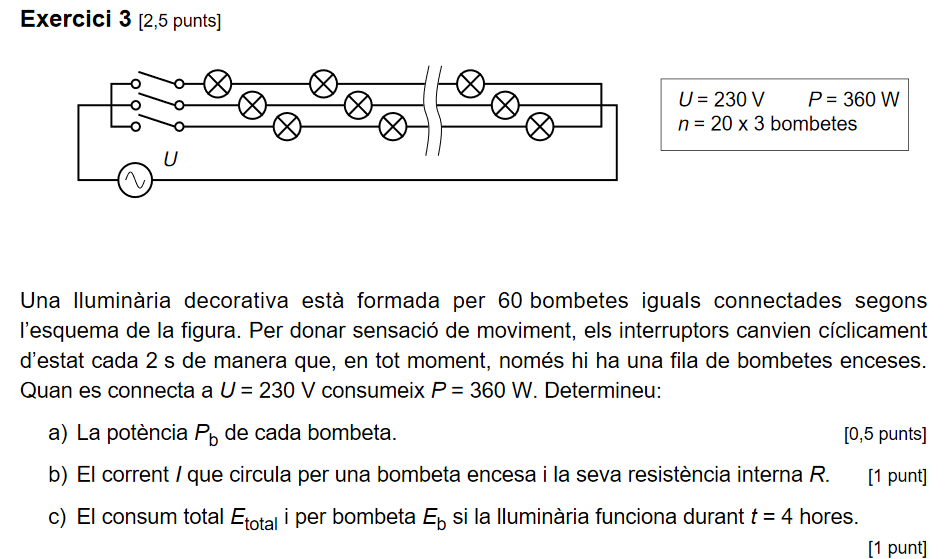 Exercici 3 [2,5 punts]
U = 230 V P = 360 W
n = 20 x 3 bombetes
U
Una lluminària decorativa està formada per 60 bombetes iguals connectades segons
l'esquema de la figura. Per donar sensació de moviment, els interruptors canvien cíclicament
d'estat cada 2 s de manera que, en tot moment, només hi ha una fila de bombetes enceses.
Quan es connecta a U = 230 V consumeix P = 360 W. Determineu:
a) La potència Pb de cada bombeta. [0,5 punts]
b) El corrent I que circula per una bombeta encesa i la seva resistència interna R. [1 punt]
c) El consum total Etotal i per bombeta Eb si la lluminària funciona durant t = 4 hores.
[1 punt]